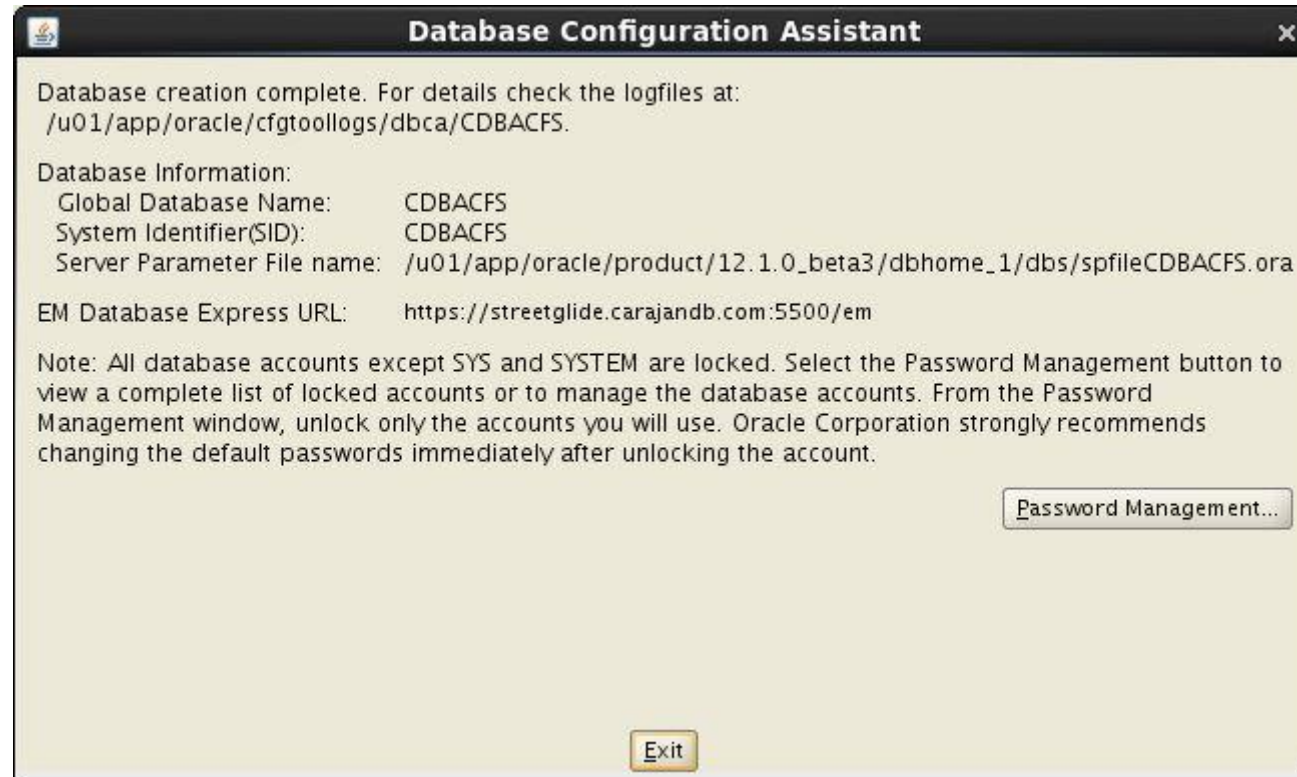 Database Configuration Assistant
Database creation complete. For details check the logfiles at:
/u01/app/oracle/cfgtoollogs/dbca/CDBACFS.
Database Information:
Global Database Name: CDBACFS
System Identifier(SID): CDBACFS
Server Parameter File name: /u01/app/oracle/product/12.1.0_beta3/dbhome_1/dbs/spfileCDBACFS.ora
EM Database Express URL: https://streetglide.carajandb.com:5500/em
Note: All database accounts except SYS and SYSTEM are locked. Select the Password Management button to
view a complete list of locked accounts or to manage the database accounts. From the Password
Management window, unlock only the accounts you will use. Oracle Corporation strongly recommends
changing the default passwords immediately after unlocking the account.
Password Management...
Exit